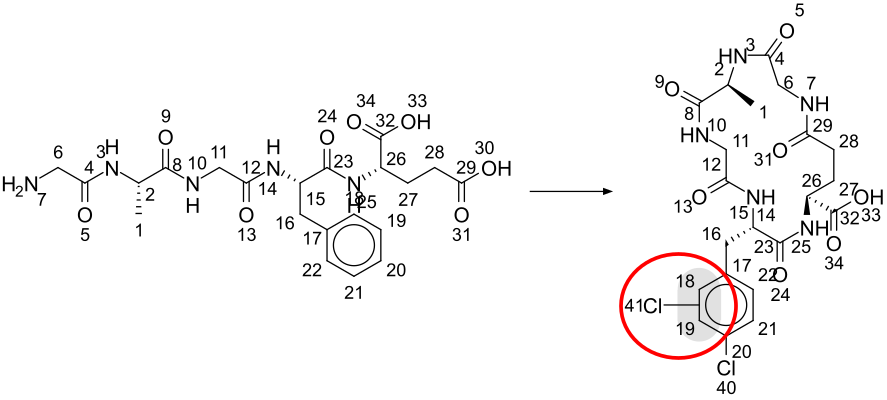 5
O
34 33
9 24 O 32 OH
O O
H H 26 28 30
6 3 N 8 10 11 12 N 23 29 OH
4 14 N 25 27
H2N 2 N 15 18 O
7 O H O 16 H 19 31
5 1 13 17
22 20
21
3
2 N H 4
9 O 6 7
8 1 NH
10 HN 11 29
O 28
12 31
O 15 NH 26 27
13 14 OH
16 N H 32 33
23 25 O
17 O 34
18 22 24
41 Cl
19 21
20
Cl
40